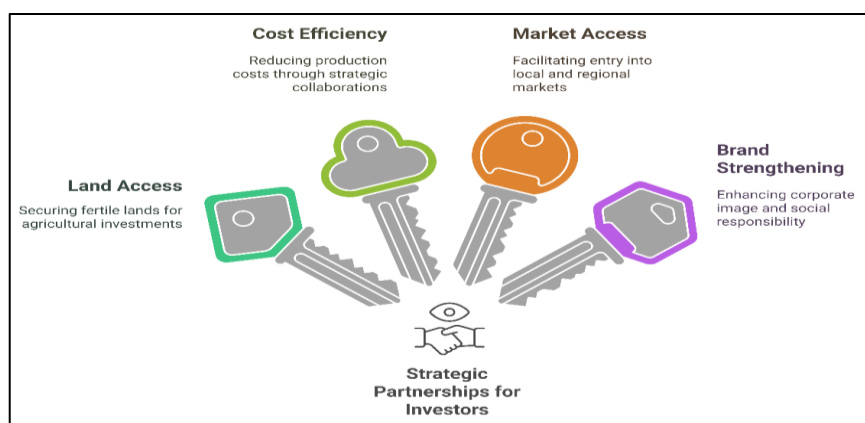 Cost Efficiency
Reducing production
costs through strategic
collaborations
Market Access
Facilitating entry into
local and regional
markets
Land Access
Securing fertile lands for
agricultural investments
Brand
Strengthening
Enhancing corporate
image and social
responsibility
Strategic
Partnerships for
Investors